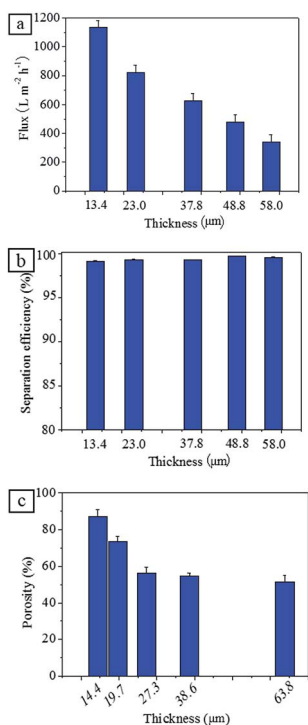 a
1200
1000
800
600
400
200
0
Flux (L m⁻² h⁻¹)
13.4 23.0 37.8 48.8 58.0
Thickness (μm)
b
100
95
90
85
80
Separation efficiency (%)
13.4 23.0 37.8 48.8 58.0
Thickness (μm)
c
100
80
60
40
20
0
Porosity (%)
14.4 19.7 27.3 38.6 63.8
Thickness (μm)